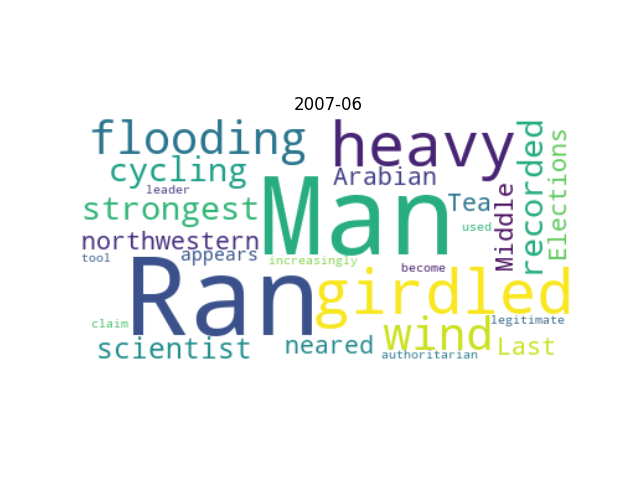 2007-06
flooding
heavy
recorded
Elections
cycling
Arabian
leader
Man
Tea
Middle
strongest
used
northwestern
appears
tool
increasingly
become
Ran
girdled
claim
wind
legitimate
scientist
neared
authoritarian
Last